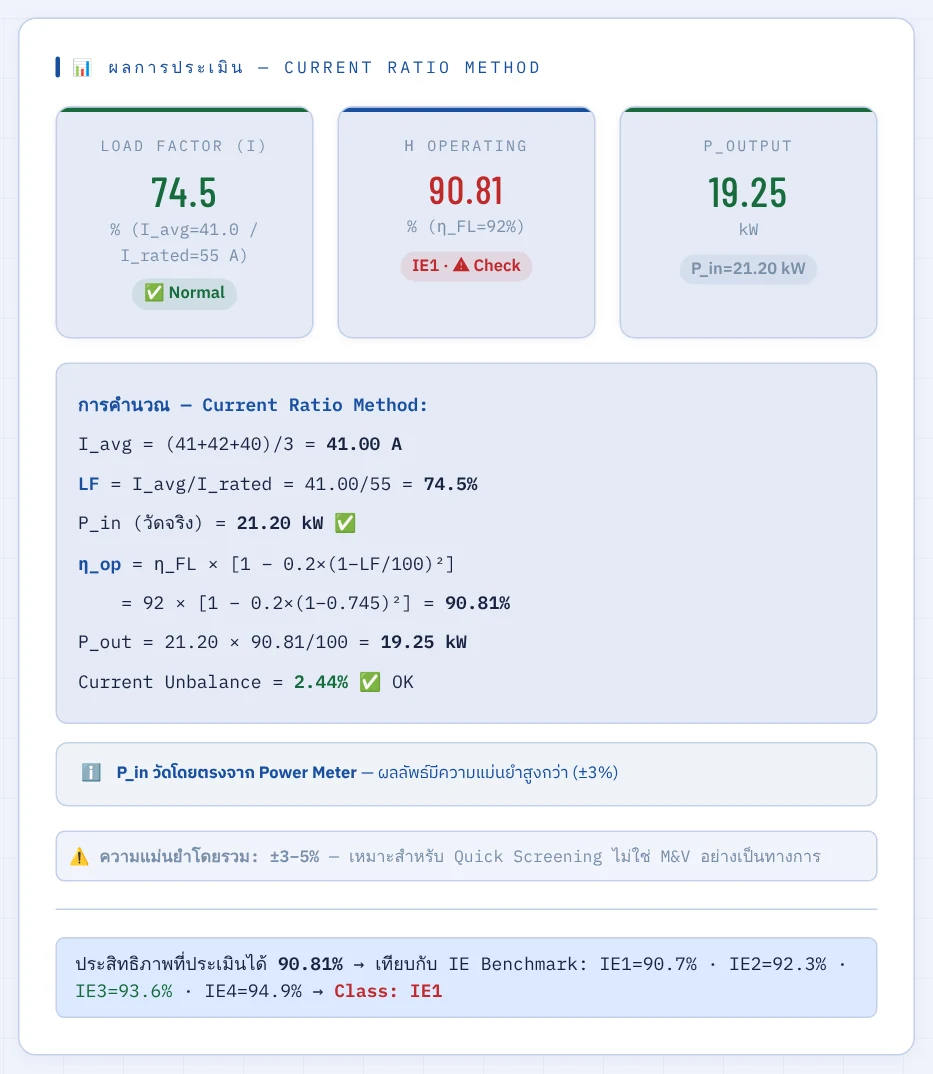 📊 ผลการประเมิน — CURRENT RATIO METHOD
LOAD FACTOR (I)
74.5
% (I_avg=41.0 /
I_rated=55 A)
✅ Normal
Η OPERATING
90.81
% (η_FL=92%)
IE1 · ⚠ Check
P_OUTPUT
19.25
kW
P_in=21.20 kW
การคำนวณ — Current Ratio Method:
I_avg = (41+42+40)/3 = 41.00 A
LF = I_avg/I_rated = 41.00/55 = 74.5%
P_in (วัดจริง) = 21.20 kW ✅
η_op = η_FL × [1 − 0.2×(1−LF/100)²]
= 92 × [1 − 0.2×(1−0.745)²] = 90.81%
P_out = 21.20 × 90.81/100 = 19.25 kW
Current Unbalance = 2.44% ✅ OK
ℹ️ P_in วัดโดยตรงจาก Power Meter — ผลลัพธ์มีความแม่นยำสูงกว่า (±3%)
⚠️ ความแม่นยำโดยรวม: ±3–5% — เหมาะสำหรับ Quick Screening ไม่ใช่ M&V อย่างเป็นทางการ
ประสิทธิภาพที่ประเมินได้ 90.81% → เทียบกับ IE Benchmark: IE1=90.7% · IE2=92.3% ·
IE3=93.6% · IE4=94.9% → Class: IE1